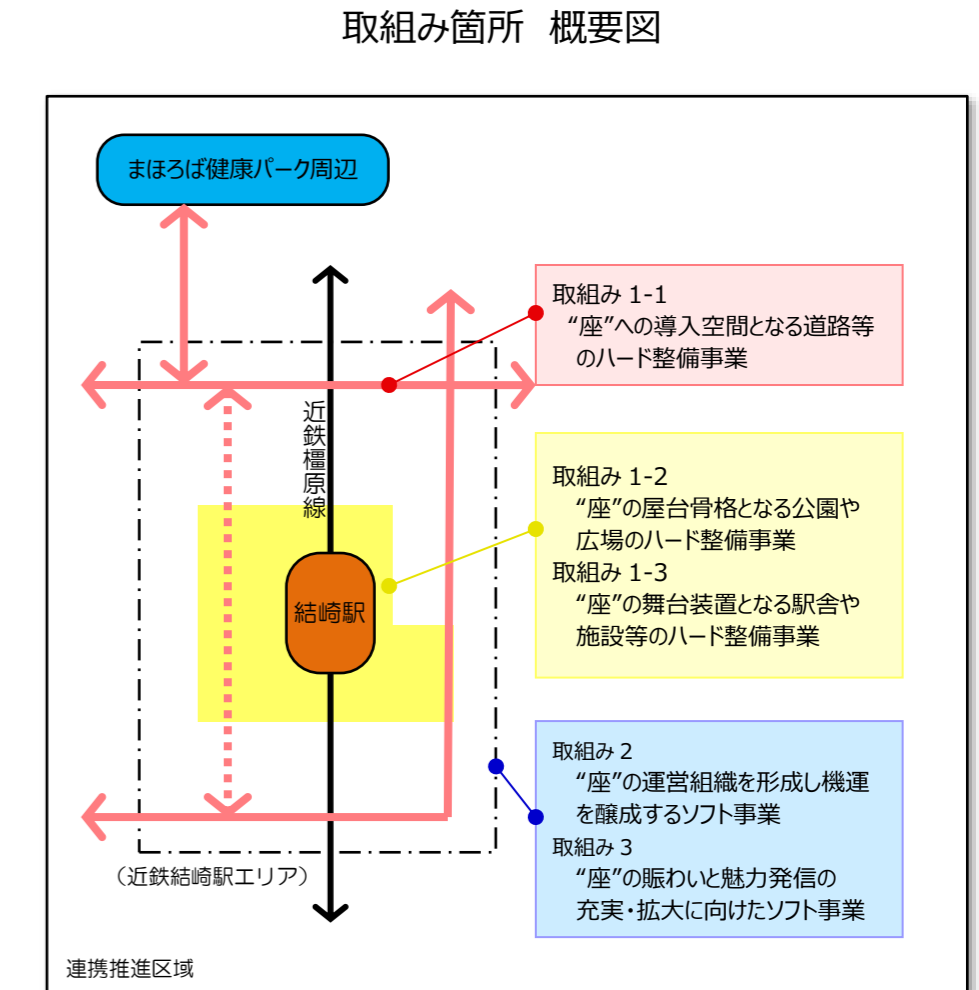 取組み箇所 概要図
まほろば健康パーク周辺
取組み 1-1
“座”への導入空間となる道路等
のハード整備事業
近鉄橿原線
取組み 1-2
“座”の屋台骨格となる公園や
広場のハード整備事業
取組み 1-3
“座”の舞台装置となる駅舎や
施設等のハード整備事業
結崎駅
取組み 2
“座”の運営組織を形成し機運
を醸成するソフト事業
取組み 3
“座”の賑わいと魅力発信の
充実・拡大に向けたソフト事業
（近鉄結崎駅エリア）
連携推進区域